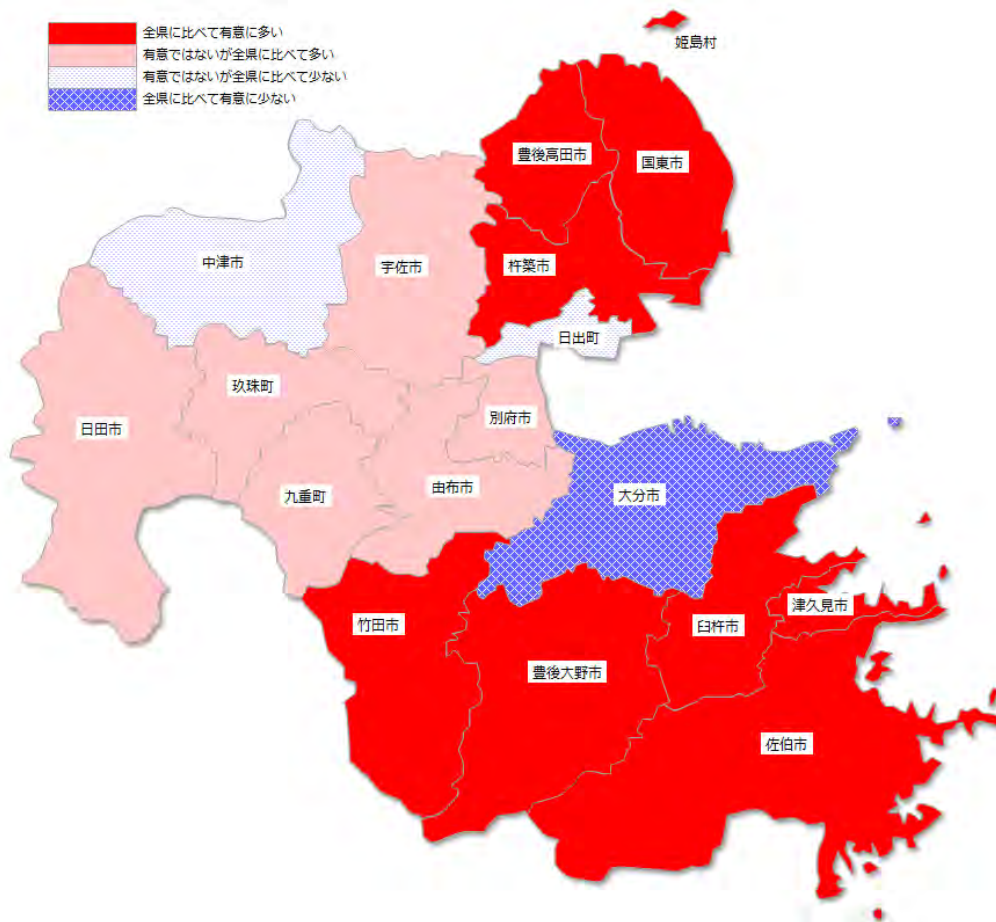 全県に比べて有意に多い
有意ではないが全県に比べて多い
有意ではないが全県に比べて少ない
全県に比べて有意に少ない
姫島村
豊後高田市
国東市
中津市
宇佐市
杵築市
日出町
玖珠町
日田市
別府市
九重町
由布市
大分市
竹田市
臼杵市
津久見市
豊後大野市
佐伯市